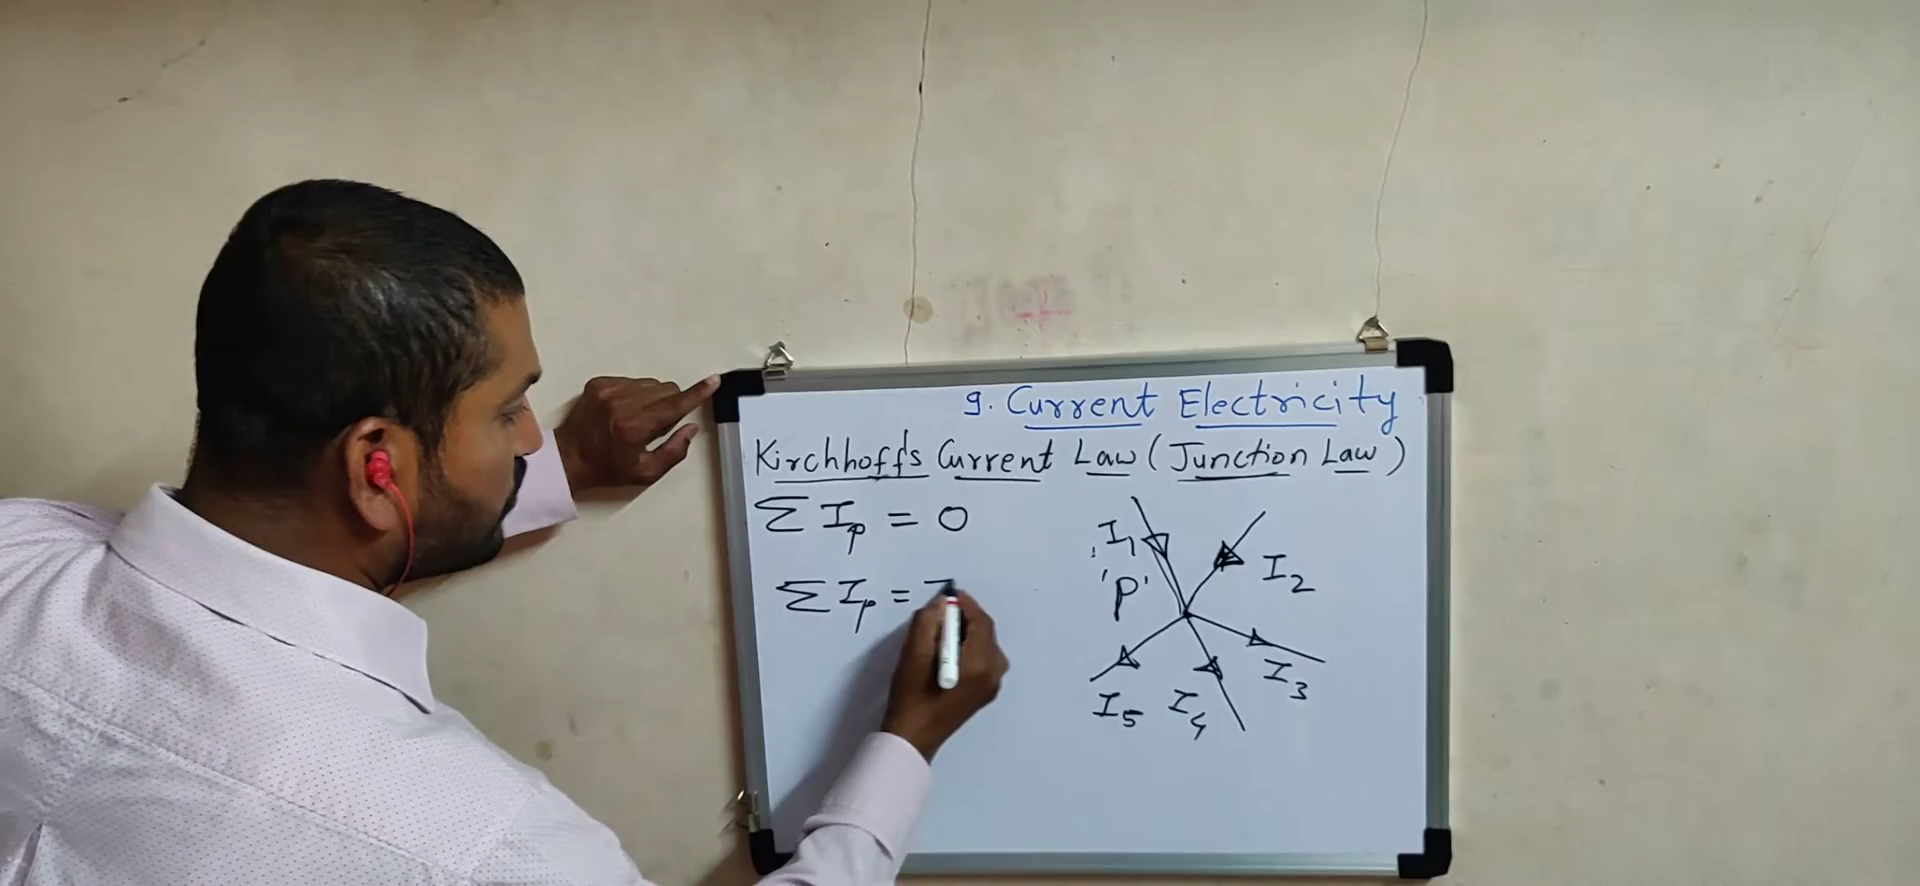 9. Current Electricity
Kirchhoff's Current Law (Junction Law)
Σ Ip = 0
Σ Ip =
I1
I2
'P'
I3
I5
I4